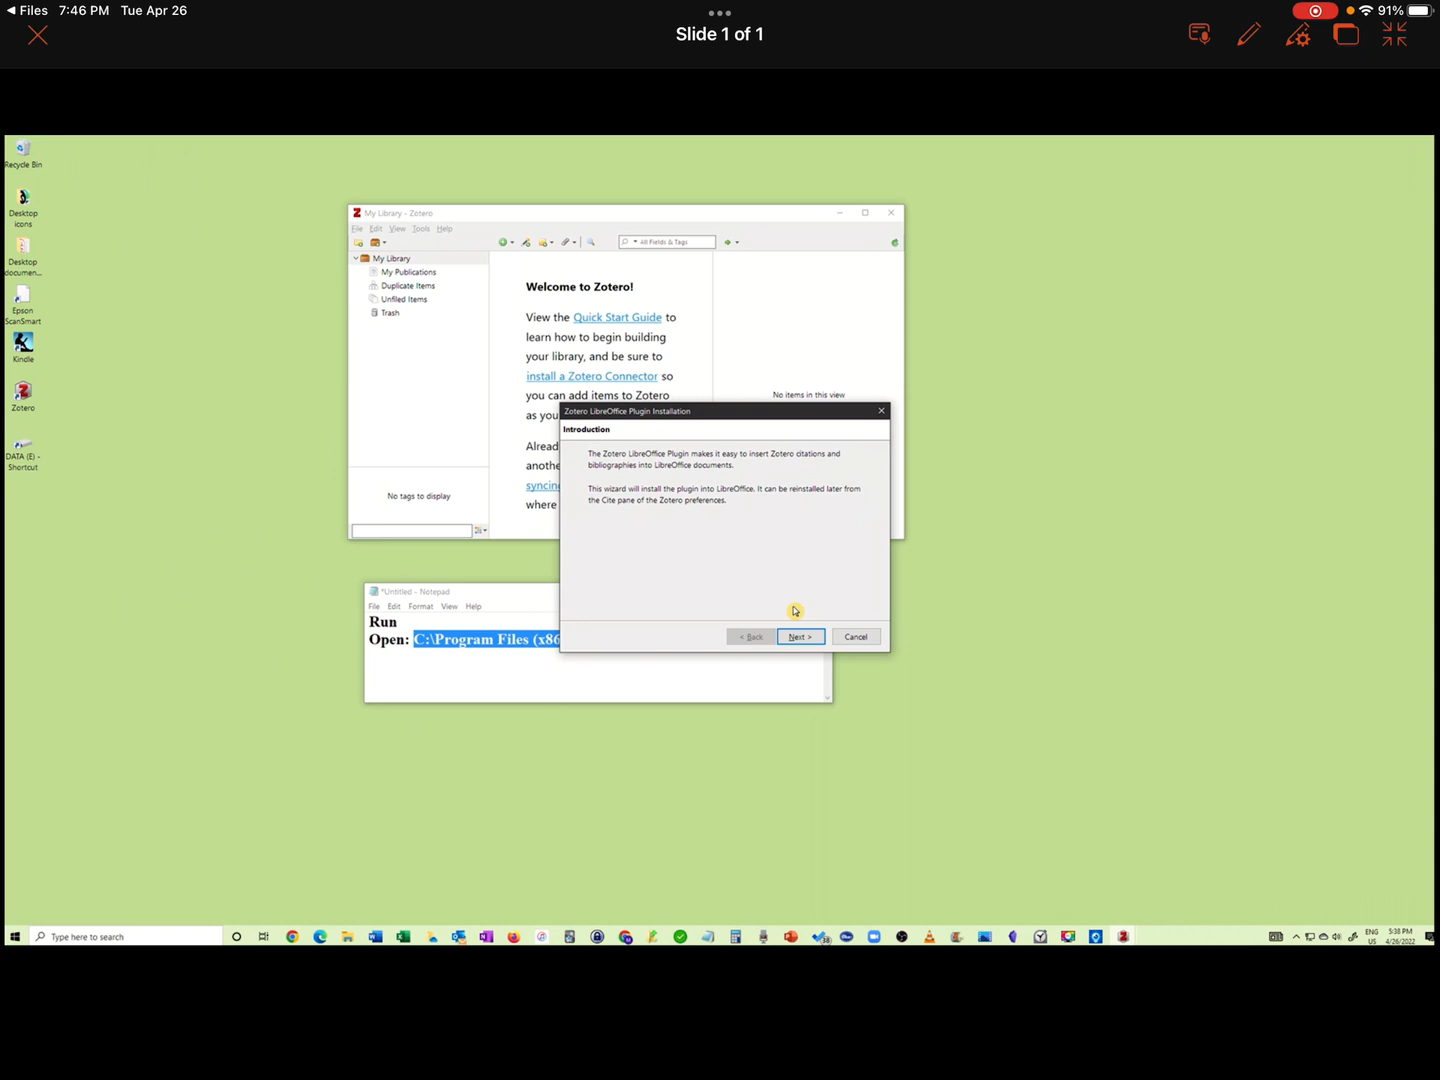 Files 7:46 PM Tue Apr 26
91%
Slide 1 of 1
Recycle Bin
Desktop
icons
Desktop
documen...
Epson
ScanSmart
Kindle
Zotero
DATA (E) -
Shortcut
My Library - Zotero
File Edit View Tools Help
All Fields & Tags
My Library
My Publications
Duplicate Items
Unfiled Items
Trash
No tags to display
Welcome to Zotero!
View the Quick Start Guide to
learn how to begin building
your library, and be sure to
install a Zotero Connector so
you can add items to Zotero
as you
Alread
anothe
syncin
where
No items in this view
Zotero LibreOffice Plugin Installation
Introduction
The Zotero LibreOffice Plugin makes it easy to insert Zotero citations and
bibliographies into LibreOffice documents.
This wizard will install the plugin into LibreOffice. It can be reinstalled later from
the Cite pane of the Zotero preferences.
< Back Next > Cancel
*Untitled - Notepad
File Edit Format View Help
Run
Open: C:\Program Files (x86
Type here to search
ENG
US
5:38 PM
4/26/2022